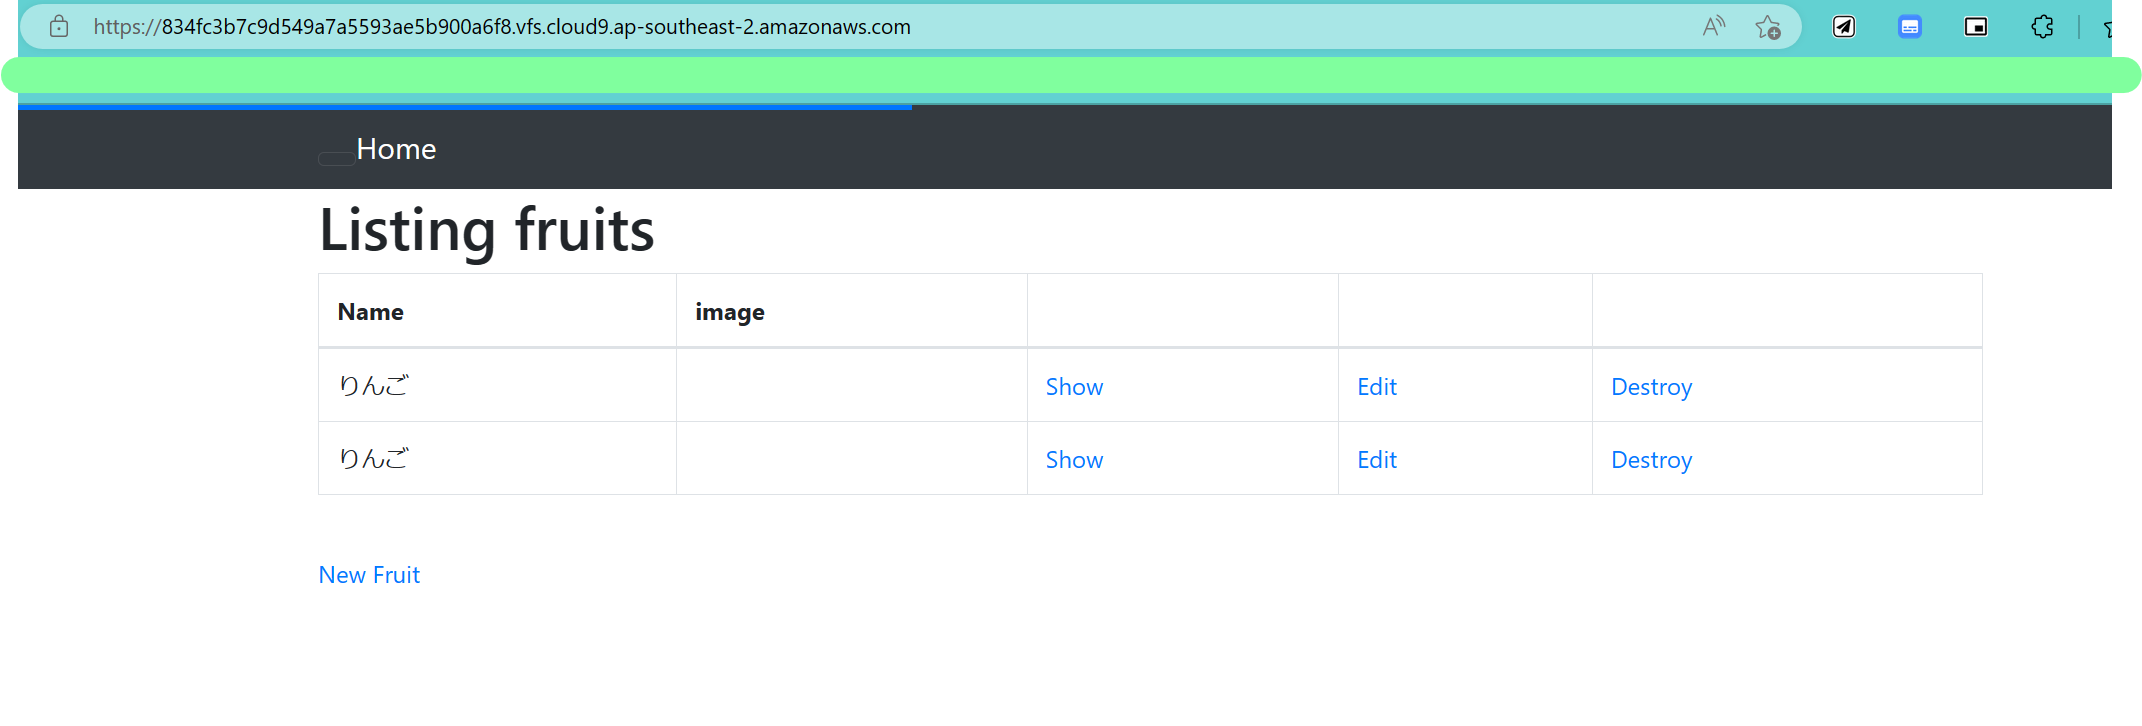 https://834fc3b7c9d549a7a5593ae5b900a6f8.vfs.cloud9.ap-southeast-2.amazonaws.com
Home
Listing fruits
Name image
りんご Show Edit Destroy
りんご Show Edit Destroy
New Fruit